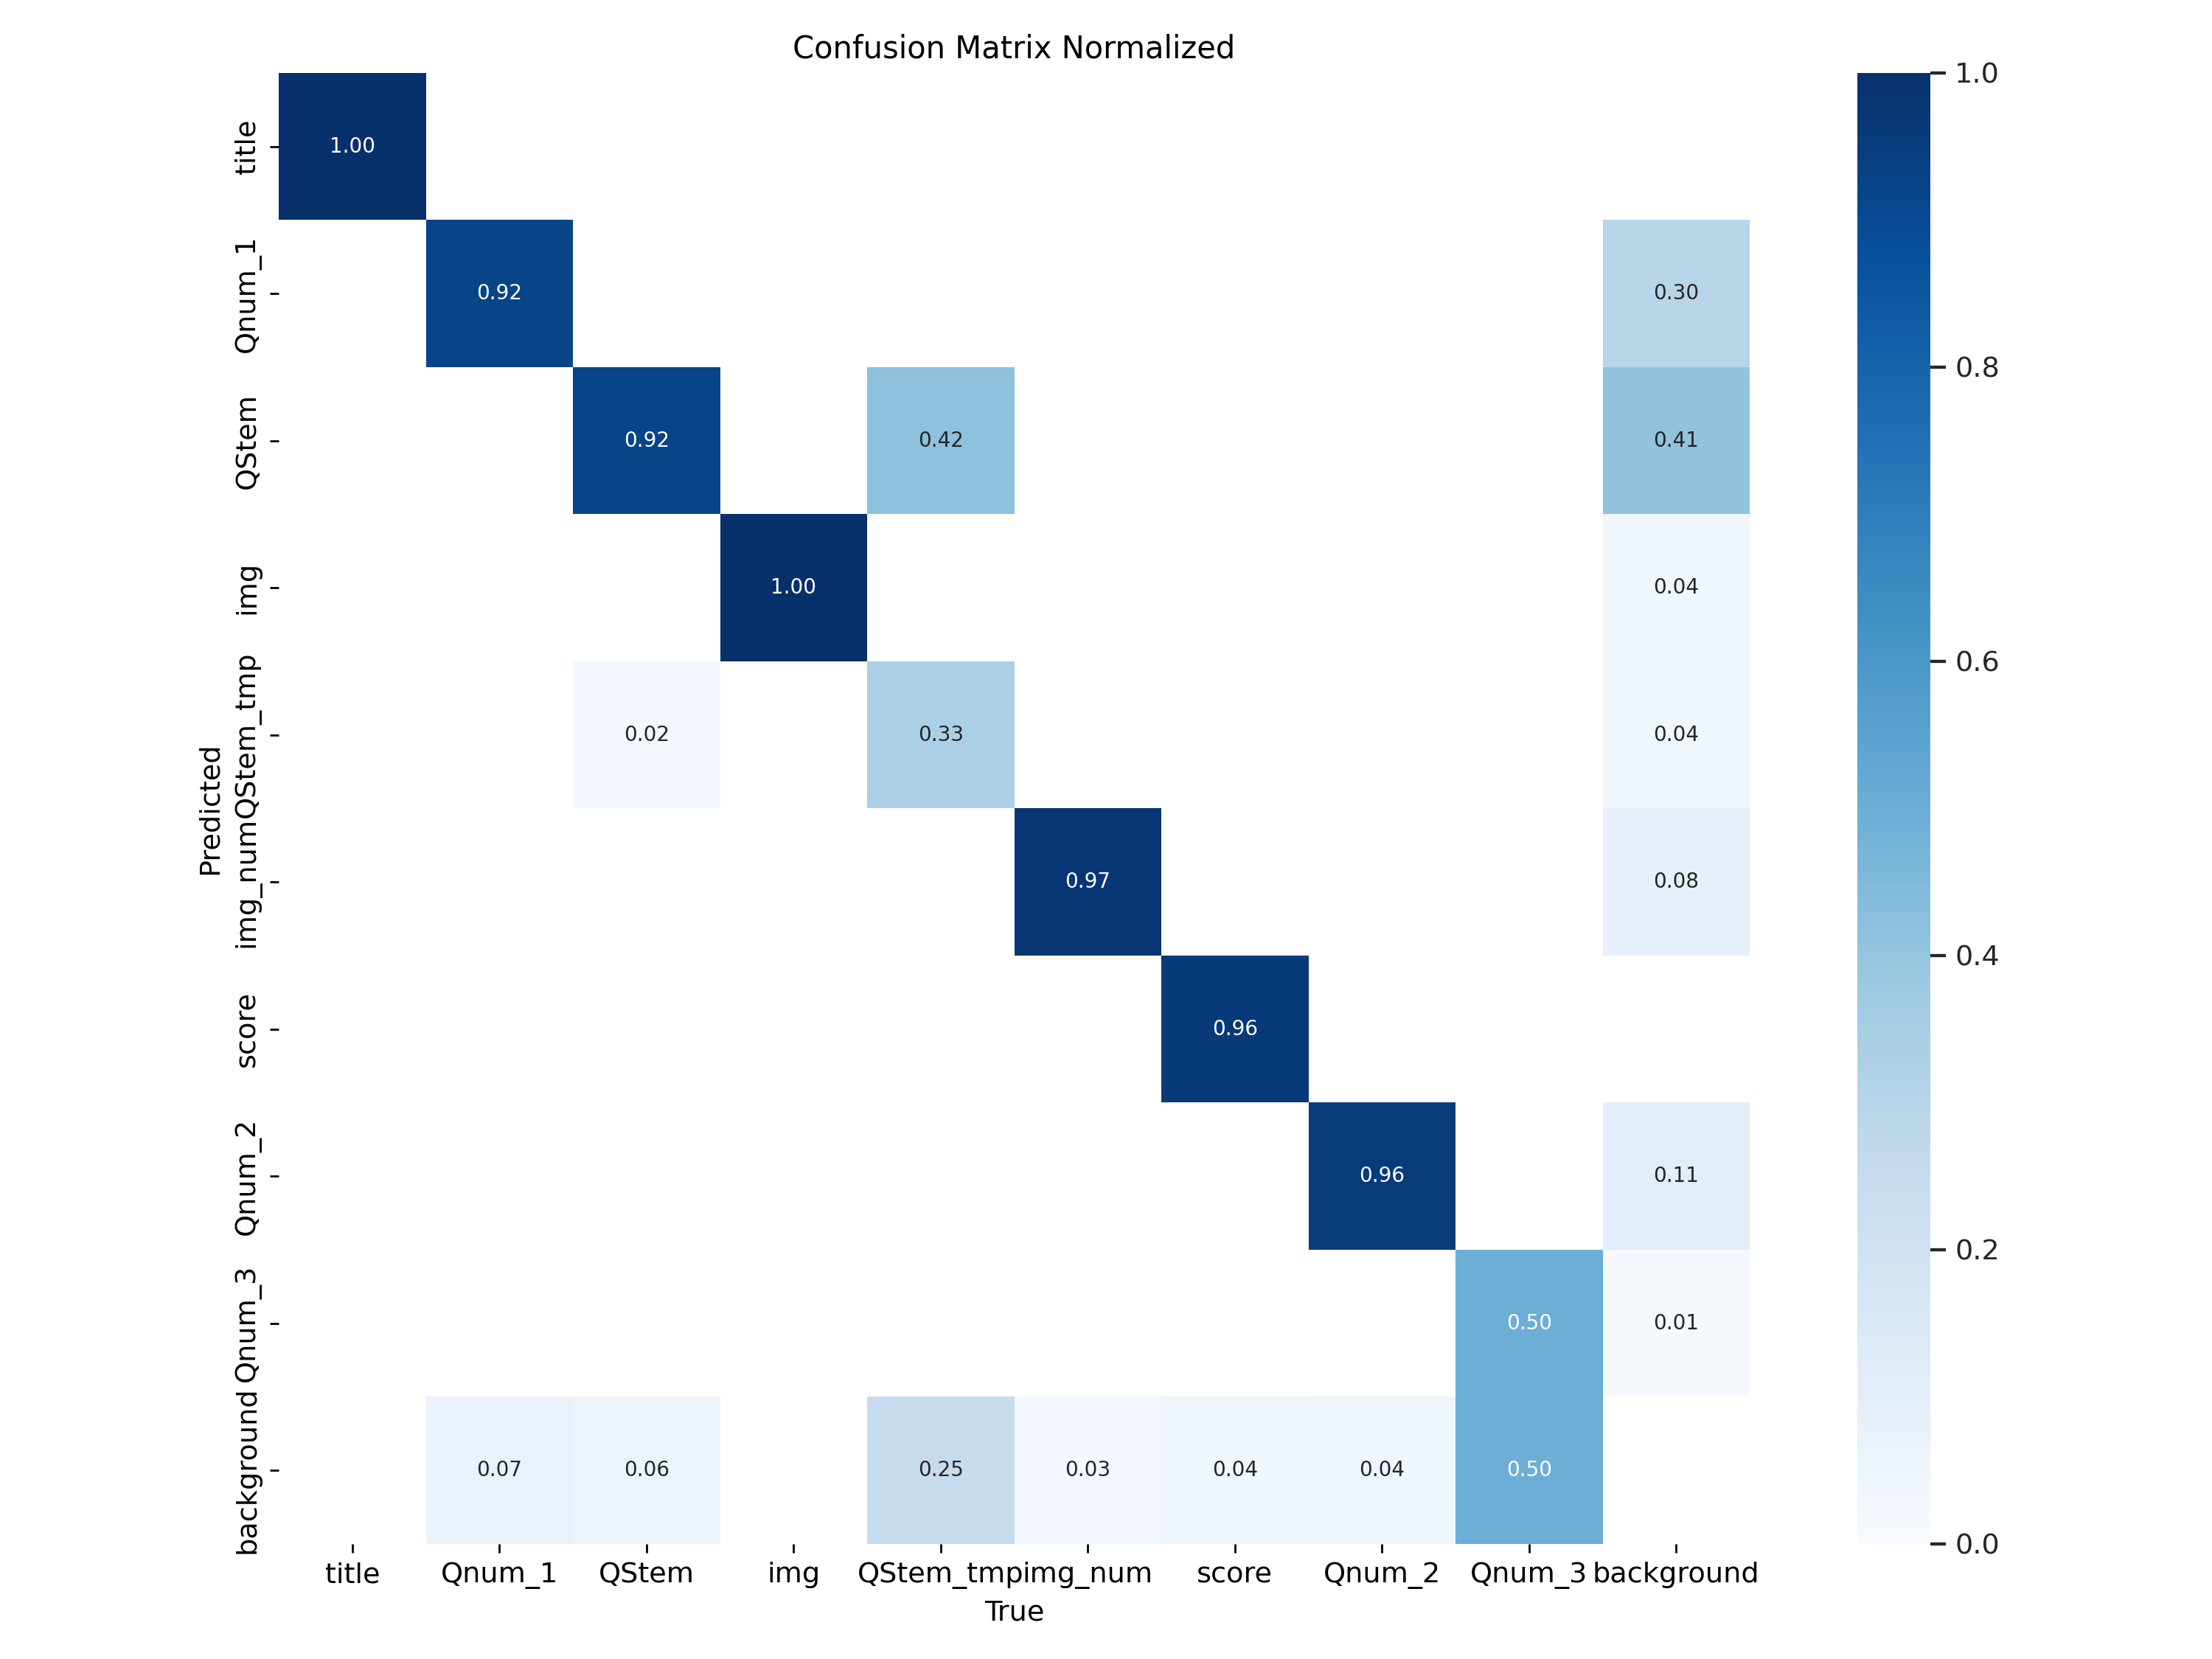 Confusion Matrix Normalized
title
1.00
1.0
Qnum_1
0.92
0.30
0.8
QStem
0.92
0.42
0.41
img
1.00
0.04
0.6
QStem_tmp
0.02
0.33
0.04
Predicted
img_num
0.97
0.08
0.4
score
0.96
Qnum_2
0.96
0.11
0.2
Qnum_3
0.50
0.01
background
0.07
0.06
0.25
0.03
0.04
0.04
0.50
0.0
title
Qnum_1
QStem
img
QStem_tmp
img_num
score
Qnum_2
Qnum_3
background
True